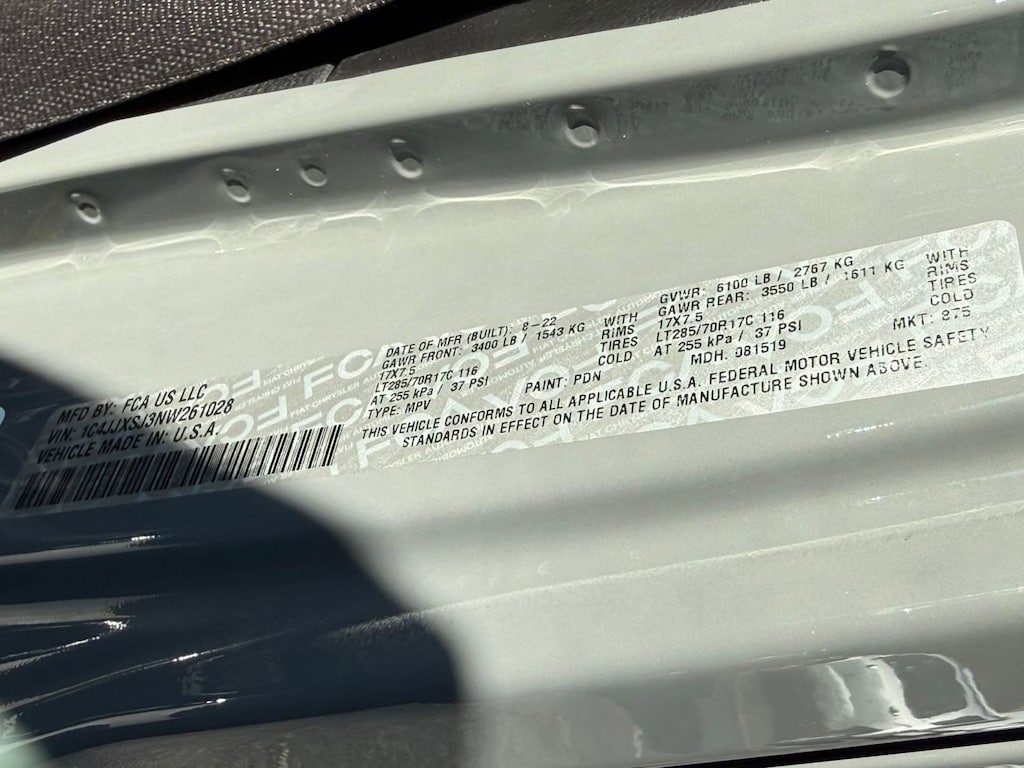 MFD BY: FCA US LLC
VIN: 1C4JJXSJ3NW261028
VEHICLE MADE IN: U.S.A.
DATE OF MFR (BUILT): 8-22 GVWR: 6100 LB / 2767 KG
GAWR FRONT: 3400 LB / 1543 KG WITH GAWR REAR: 3550 LB / 1611 KG WITH
17X7.5 RIMS 17X7.5 RIMS
LT285/70R17C 116 TIRES LT285/70R17C 116 TIRES
AT 255 kPa / 37 PSI COLD AT 255 kPa / 37 PSI COLD
TYPE: MPV PAINT: PDN MDH: 081519 MKT: 875
THIS VEHICLE CONFORMS TO ALL APPLICABLE U.S.A. FEDERAL MOTOR VEHICLE SAFETY
STANDARDS IN EFFECT ON THE DATE OF MANUFACTURE SHOWN ABOVE.